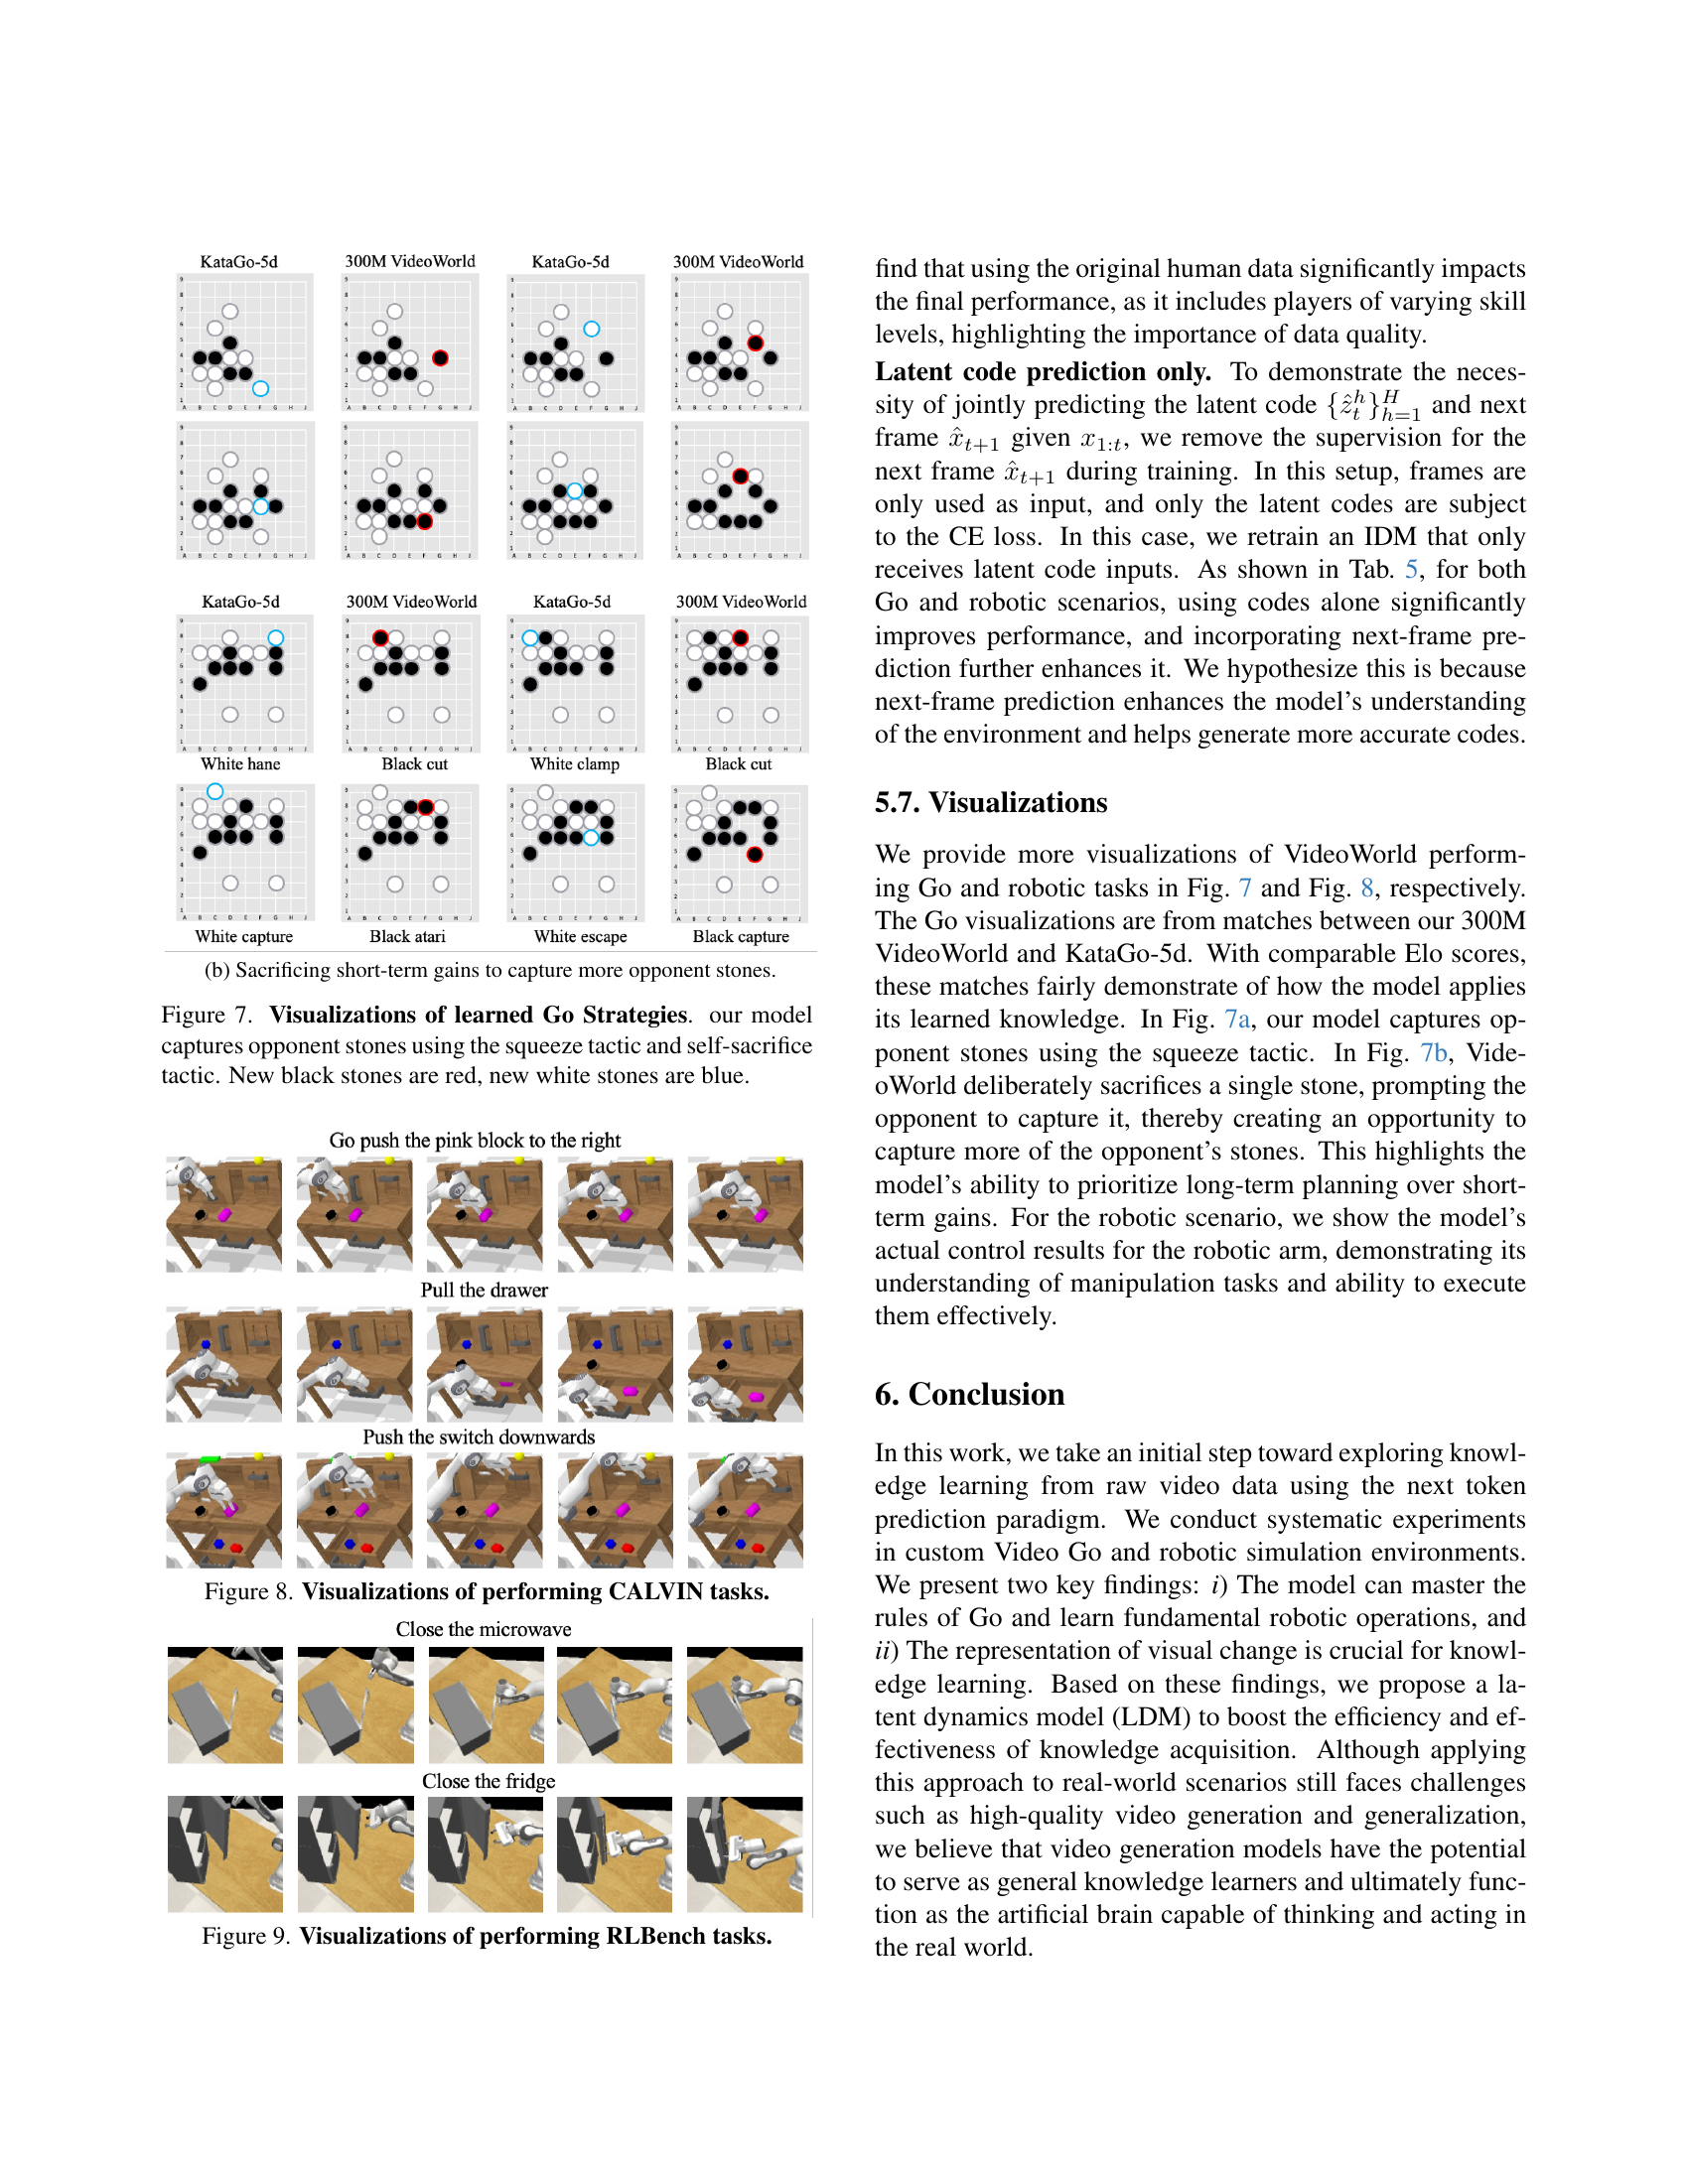 KataGo-5d 300M VideoWorld KataGo-5d 300M VideoWorld
KataGo-5d 300M VideoWorld KataGo-5d 300M VideoWorld
White hane Black cut White clamp Black cut
White capture Black atari White escape Black capture
(b) Sacrificing short-term gains to capture more opponent stones.
Figure 7. Visualizations of learned Go Strategies. our model
captures opponent stones using the squeeze tactic and self-sacrifice
tactic. New black stones are red, new white stones are blue.
Go push the pink block to the right
Pull the drawer
Push the switch downwards
Figure 8. Visualizations of performing CALVIN tasks.
Close the microwave
Close the fridge
Figure 9. Visualizations of performing RLBench tasks.
find that using the original human data significantly impacts
the final performance, as it includes players of varying skill
levels, highlighting the importance of data quality.
Latent code prediction only. To demonstrate the neces-
sity of jointly predicting the latent code {ẑ_t^h}_{h=1}^H and next
frame x̂_{t+1} given x_{1:t}, we remove the supervision for the
next frame x̂_{t+1} during training. In this setup, frames are
only used as input, and only the latent codes are subject
to the CE loss. In this case, we retrain an IDM that only
receives latent code inputs. As shown in Tab. 5, for both
Go and robotic scenarios, using codes alone significantly
improves performance, and incorporating next-frame pre-
diction further enhances it. We hypothesize this is because
next-frame prediction enhances the model's understanding
of the environment and helps generate more accurate codes.
5.7. Visualizations
We provide more visualizations of VideoWorld perform-
ing Go and robotic tasks in Fig. 7 and Fig. 8, respectively.
The Go visualizations are from matches between our 300M
VideoWorld and KataGo-5d. With comparable Elo scores,
these matches fairly demonstrate of how the model applies
its learned knowledge. In Fig. 7a, our model captures op-
ponent stones using the squeeze tactic. In Fig. 7b, Vide-
oWorld deliberately sacrifices a single stone, prompting the
opponent to capture it, thereby creating an opportunity to
capture more of the opponent's stones. This highlights the
model's ability to prioritize long-term planning over short-
term gains. For the robotic scenario, we show the model's
actual control results for the robotic arm, demonstrating its
understanding of manipulation tasks and ability to execute
them effectively.
6. Conclusion
In this work, we take an initial step toward exploring knowl-
edge learning from raw video data using the next token
prediction paradigm. We conduct systematic experiments
in custom Video Go and robotic simulation environments.
We present two key findings: i) The model can master the
rules of Go and learn fundamental robotic operations, and
ii) The representation of visual change is crucial for knowl-
edge learning. Based on these findings, we propose a la-
tent dynamics model (LDM) to boost the efficiency and ef-
fectiveness of knowledge acquisition. Although applying
this approach to real-world scenarios still faces challenges
such as high-quality video generation and generalization,
we believe that video generation models have the potential
to serve as general knowledge learners and ultimately func-
tion as the artificial brain capable of thinking and acting in
the real world.